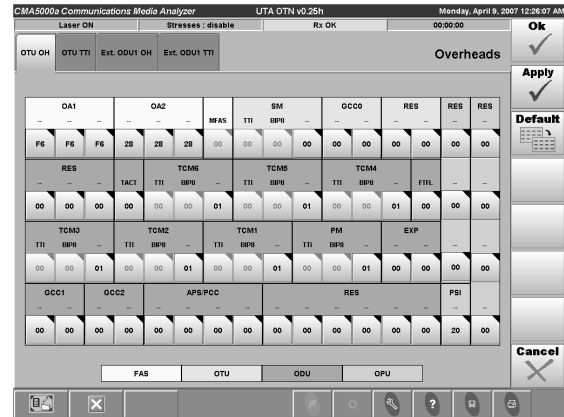 CMA5000a Communications Media Analyzer UTA OTN v0.25h Monday, April 9, 2007 12:26:07 AM
Laser ON Stresses : disable Rx OK 00:00:00 Ok
OTU OH OTU TTI Ext. ODU1 OH Ext. ODU1 TTI Overheads
Apply
OA1 OA2 SM GCC0 RES RES RES
-- -- -- -- -- -- MFAS TTI BIP8 -- -- -- -- -- -- --
Default
F6 F6 F6 28 28 28 00 00 00 00 00 00 00 00 00 00
RES TCM6 TCM5 TCM4
-- -- -- TACT TTI BIP8 -- TTI BIP8 -- TTI BIP8 -- FTFL -- --
00 00 00 00 00 00 01 00 00 01 00 00 01 00 00 00
TCM3 TCM2 TCM1 PM EXP
TTI BIP8 -- TTI BIP8 -- TTI BIP8 -- TTI BIP8 -- -- -- -- --
00 00 01 00 00 01 00 00 01 00 00 01 00 00 00 00
GCC1 GCC2 APS/PCC RES PSI
-- -- -- -- -- -- -- -- -- -- -- -- -- -- -- --
00 00 00 00 00 00 00 00 00 00 00 00 00 00 20 00
Cancel
FAS OTU ODU OPU
?